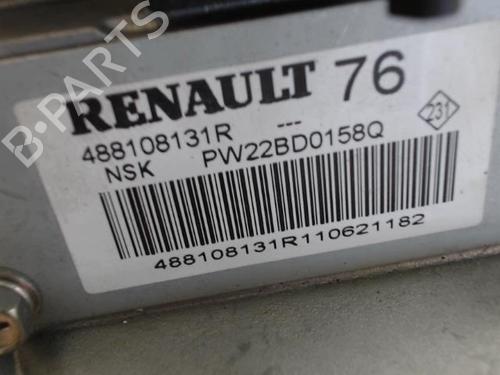 RENAULT 76
488108131R --- 231
NSK PW22BD0158Q
488108131R110621182
B-PARTS